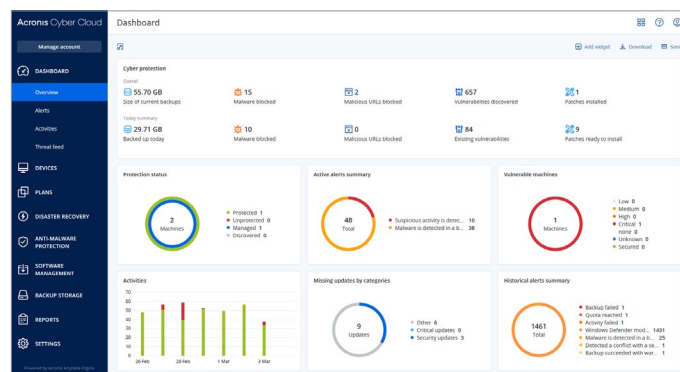 Acronis Cyber Cloud
Dashboard
Manage account
Add widget
Download
Send
DASHBOARD
Overview
Alerts
Activities
Threat feed
DEVICES
PLANS
DISASTER RECOVERY
ANTI-MALWARE
PROTECTION
SOFTWARE
MANAGEMENT
BACKUP STORAGE
REPORTS
SETTINGS
Powered by Acronis AnyData Engine
Cyber protection
Overall
55.70 GB
Size of current backups
15
Malware blocked
2
Malicious URLs blocked
657
Vulnerabilities discovered
1
Patches installed
Today summary
29.71 GB
Backed up today
10
Malware blocked
0
Malicious URLs blocked
84
Existing vulnerabilities
9
Patches ready to install
Protection status
2
Machines
Protected 1
Unprotected 0
Managed 1
Discovered 0
Active alerts summary
48
Total
Suspicious activity is detec... 10
Malware is detected in a b... 38
Vulnerable machines
1
Machines
Low 0
Medium 0
High 0
Critical 1
none 0
Unknown 0
Secured 0
Activities
70
60
50
40
30
20
10
0
26 Feb
28 Feb
1 Mar
3 Mar
Missing updates by categories
9
Updates
Other 6
Critical updates 0
Security updates 3
Historical alerts summary
1461
Total
Backup failed 1
Quota reached 1
Activity failed 1
Windows Defender mod... 1431
Malware is detected in a b... 25
Detected a conflict with a se... 1
Backup succeeded with war... 1